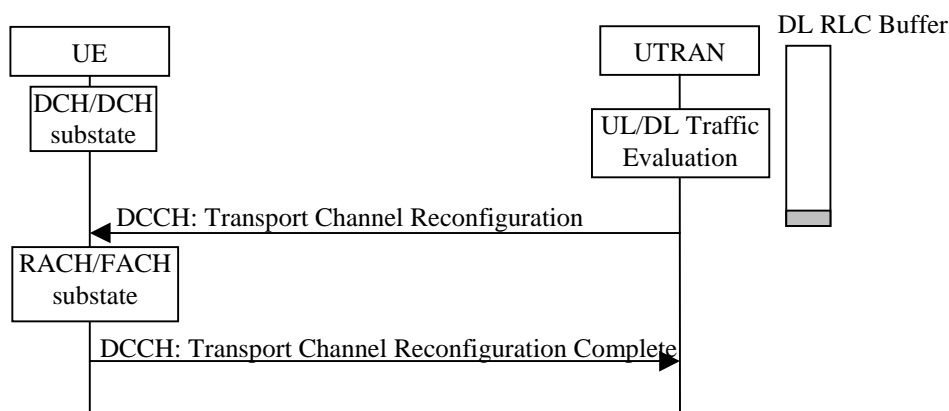 DL RLC Buffer
UE
UTRAN
DCH/DCH
substate
UL/DL Traffic
Evaluation
DCCH: Transport Channel Reconfiguration
RACH/FACH
substate
DCCH: Transport Channel Reconfiguration Complete